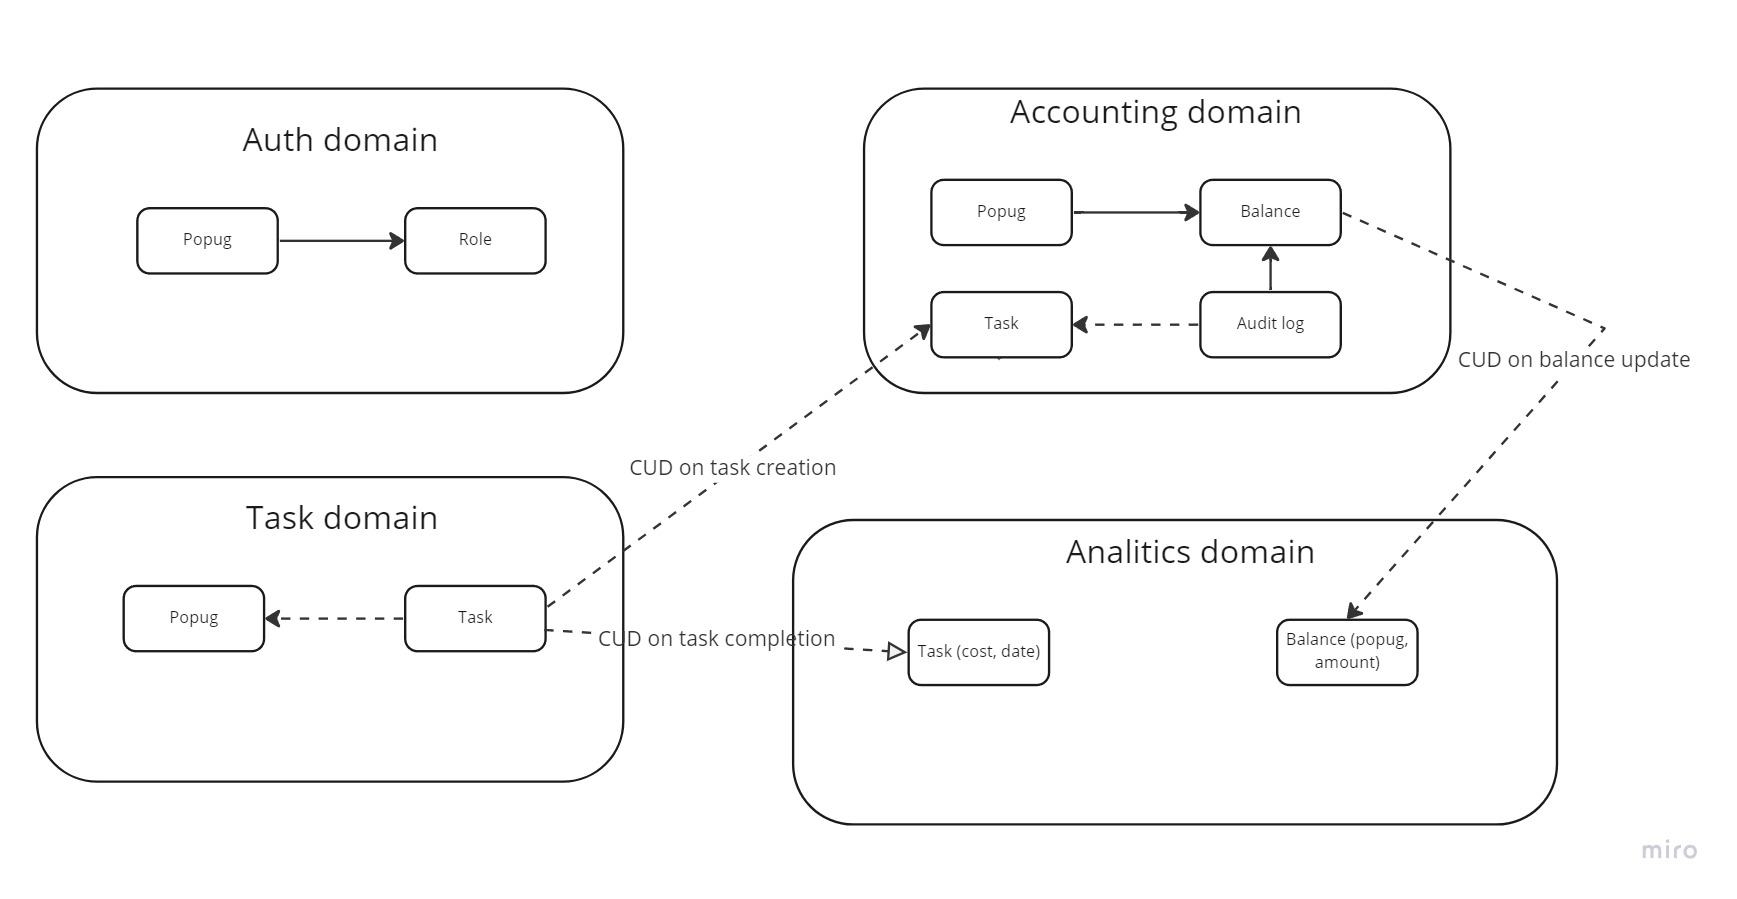 Auth domain
Popug
Role
Accounting domain
Popug
Balance
Task
Audit log
CUD on balance update
CUD on task creation
Task domain
Popug
Task
CUD on task completion
Analitics domain
Task (cost, date)
Balance (popug,
amount)
miro